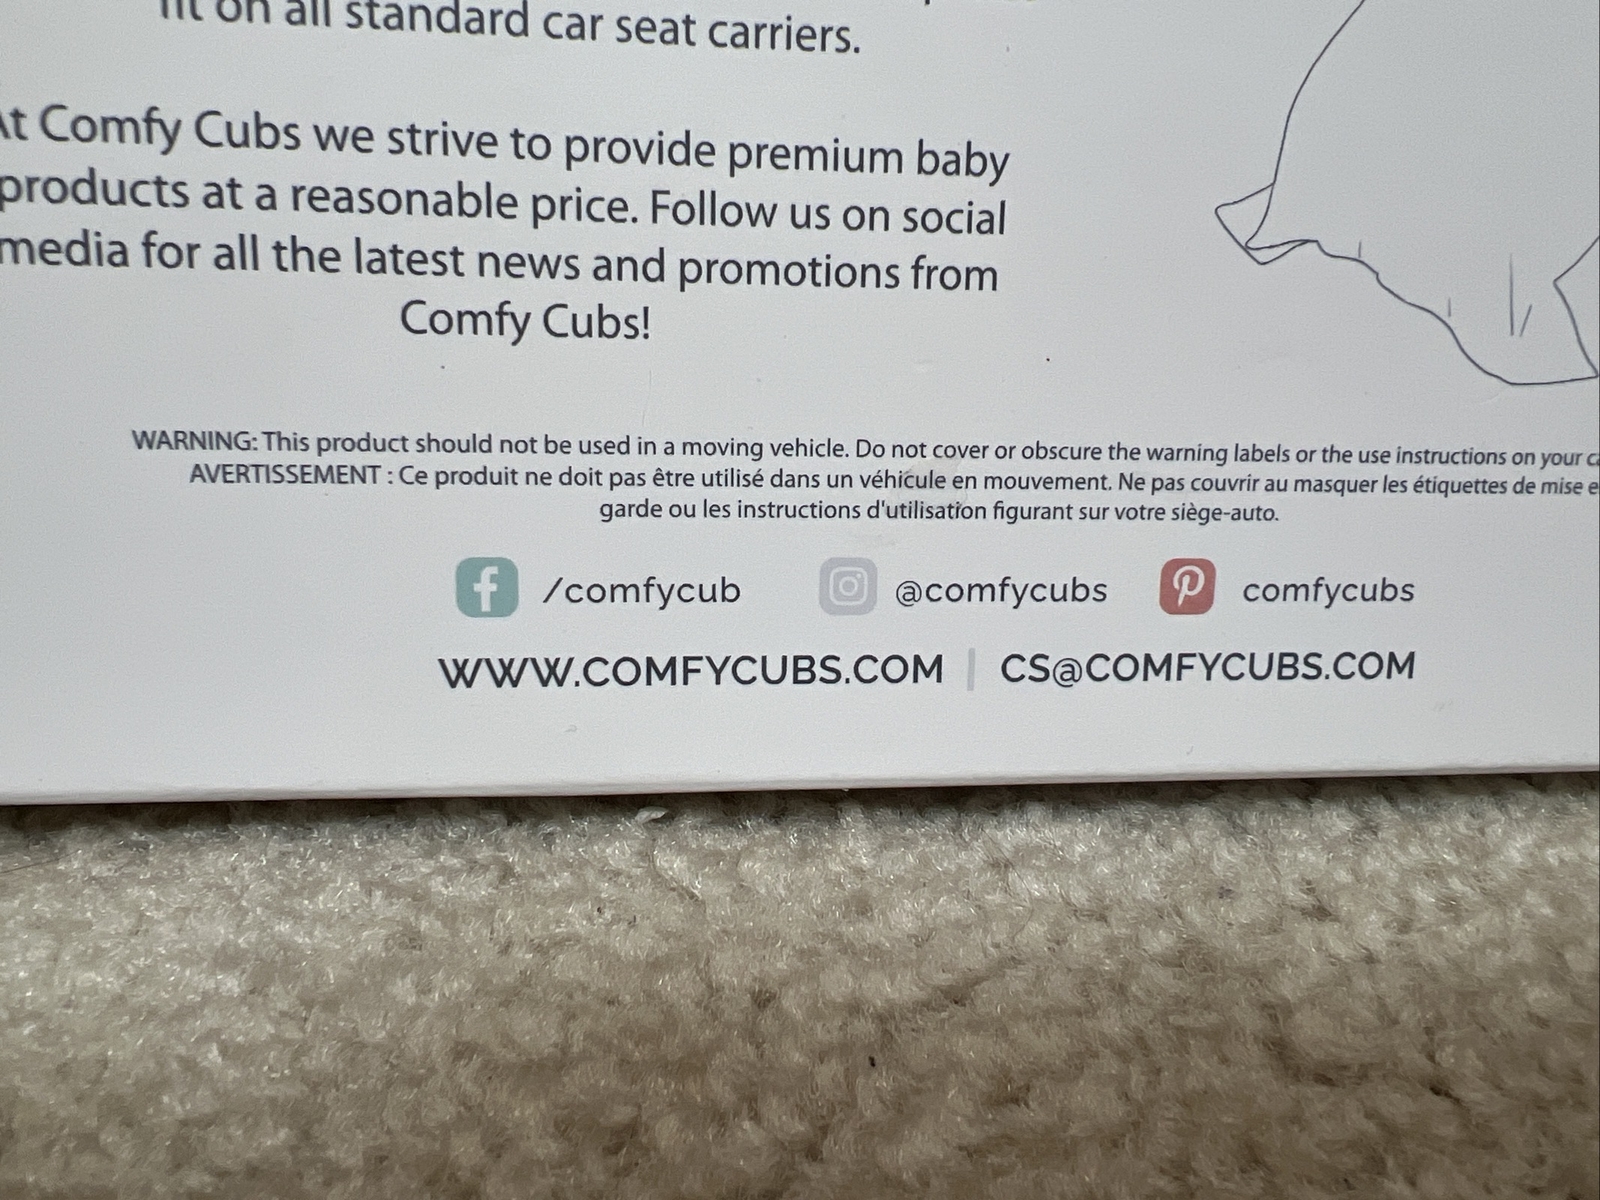 fit on all standard car seat carriers.
At Comfy Cubs we strive to provide premium baby
products at a reasonable price. Follow us on social
media for all the latest news and promotions from
Comfy Cubs!
WARNING: This product should not be used in a moving vehicle. Do not cover or obscure the warning labels or the use instructions on your
AVERTISSEMENT : Ce produit ne doit pas être utilisé dans un véhicule en mouvement. Ne pas couvrir au masquer les étiquettes de mise
garde ou les instructions d'utilisation figurant sur votre siège-auto.
f /comfycub @comfycubs comfycubs
WWW.COMFYCUBS.COM | CS@COMFYCUBS.COM